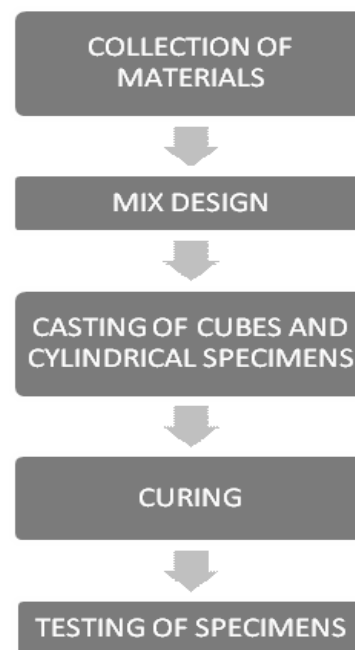 COLLECTION OF
MATERIALS
MIX DESIGN
CASTING OF CUBES AND
CYLINDRICAL SPECIMENS
CURING
TESTING OF SPECIMENS